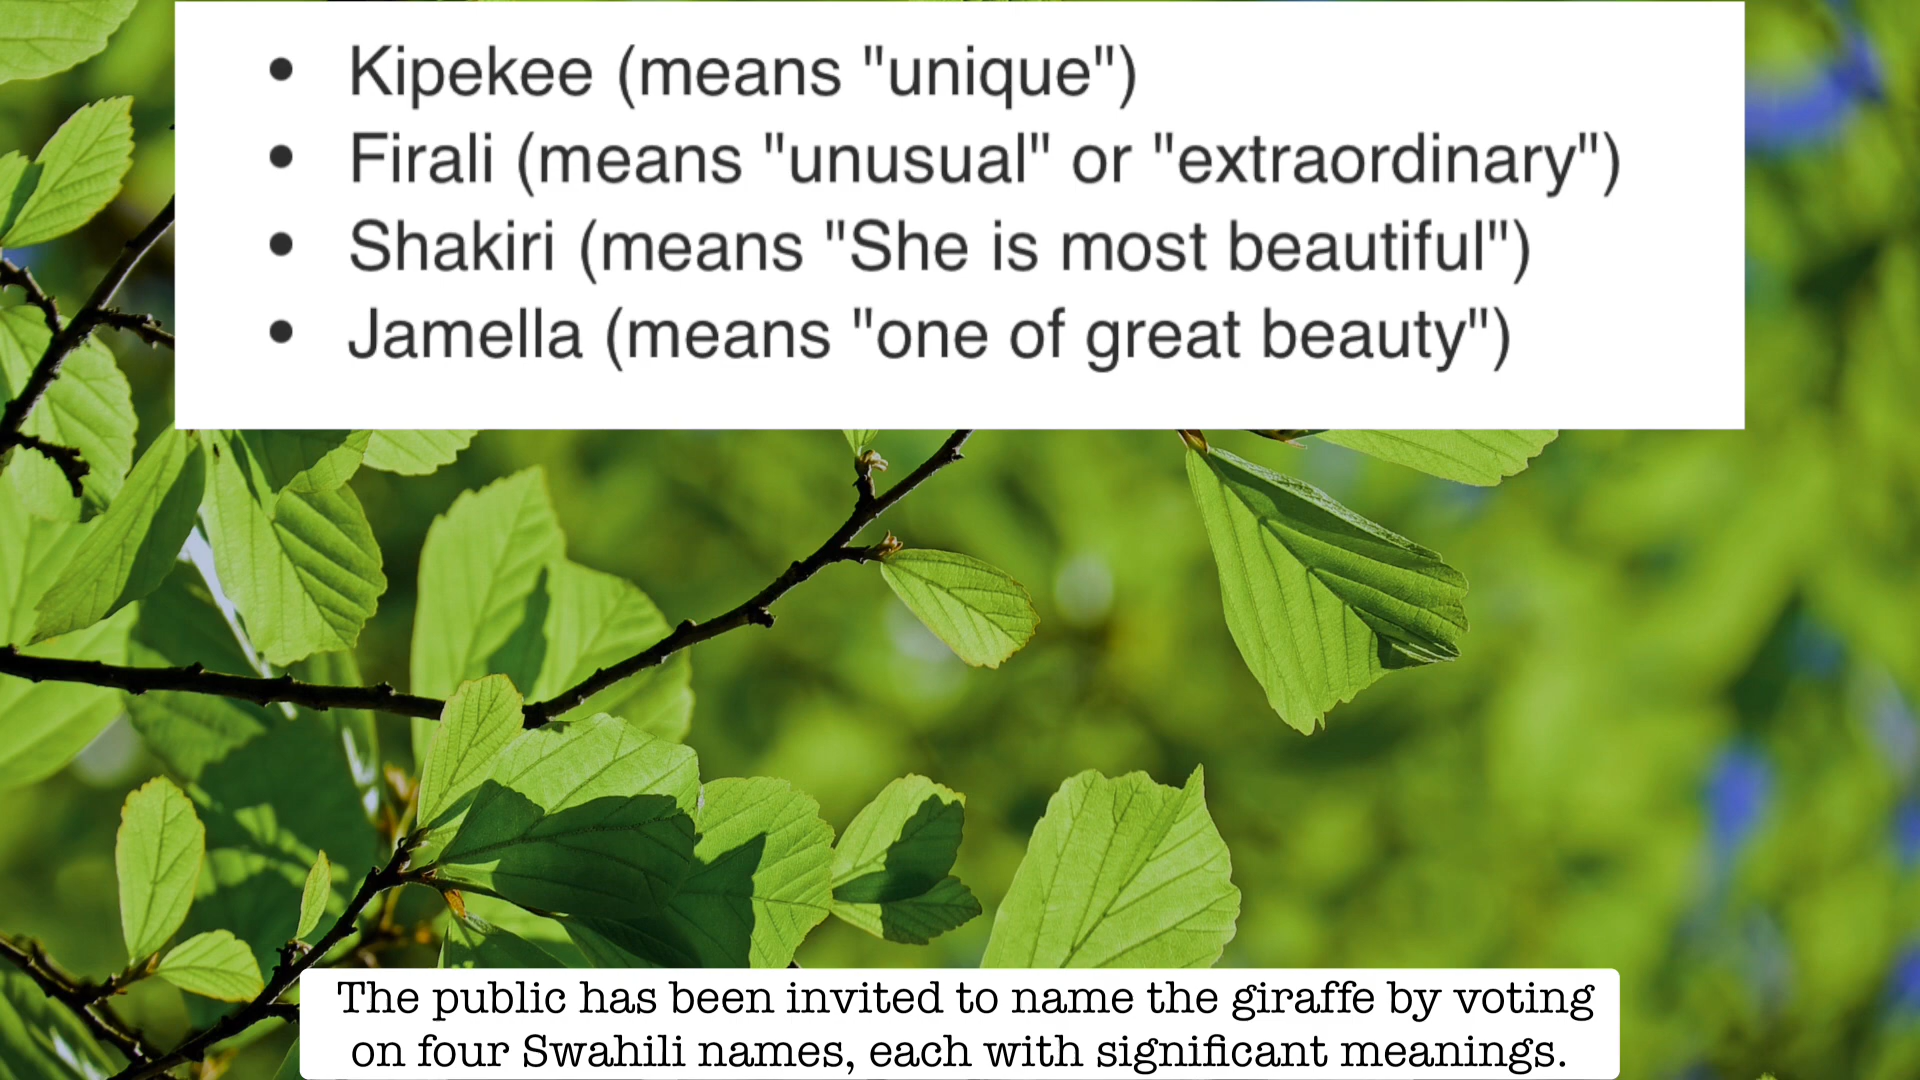 • Kipekee (means "unique")
• Firali (means "unusual" or "extraordinary")
• Shakiri (means "She is most beautiful")
• Jamella (means "one of great beauty")
The public has been invited to name the giraffe by voting
on four Swahili names, each with significant meanings.